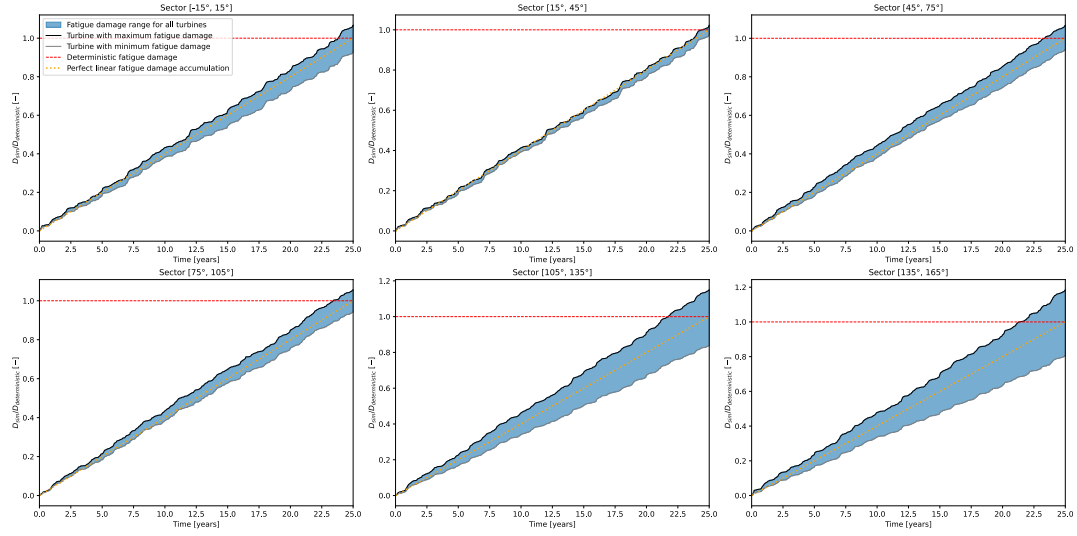 Sector [-15°, 15°]
Fatigue damage range for all turbines
Turbine with maximum fatigue damage
Turbine with minimum fatigue damage
Deterministic fatigue damage
Perfect linear fatigue damage accumulation
1.0
0.8
0.6
0.4
0.2
0.0
D_sim/D_deterministic [−]
0.0 2.5 5.0 7.5 10.0 12.5 15.0 17.5 20.0 22.5 25.0
Time [years]
Sector [15°, 45°]
1.0
0.8
0.6
0.4
0.2
0.0
D_sim/D_deterministic [−]
0.0 2.5 5.0 7.5 10.0 12.5 15.0 17.5 20.0 22.5 25.0
Time [years]
Sector [45°, 75°]
1.0
0.8
0.6
0.4
0.2
0.0
D_sim/D_deterministic [−]
0.0 2.5 5.0 7.5 10.0 12.5 15.0 17.5 20.0 22.5 25.0
Time [years]
Sector [75°, 105°]
1.0
0.8
0.6
0.4
0.2
0.0
D_sim/D_deterministic [−]
0.0 2.5 5.0 7.5 10.0 12.5 15.0 17.5 20.0 22.5 25.0
Time [years]
Sector [105°, 135°]
1.2
1.0
0.8
0.6
0.4
0.2
0.0
D_sim/D_deterministic [−]
0.0 2.5 5.0 7.5 10.0 12.5 15.0 17.5 20.0 22.5 25.0
Time [years]
Sector [135°, 165°]
1.2
1.0
0.8
0.6
0.4
0.2
0.0
D_sim/D_deterministic [−]
0.0 2.5 5.0 7.5 10.0 12.5 15.0 17.5 20.0 22.5 25.0
Time [years]